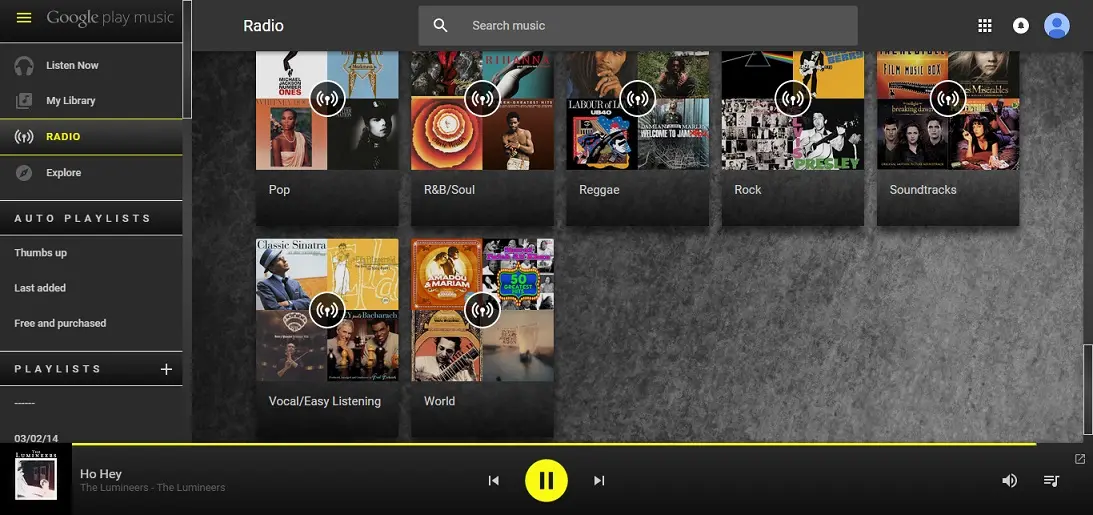 Google play music
Radio
Search music
Listen Now
My Library
RADIO
Explore
AUTO PLAYLISTS
Thumbs up
Last added
Free and purchased
PLAYLISTS
------
03/02/14
MICHAEL
JACKSON
NUMBER
ONES
RIHANNA
LABOUR of LOVE
UB40
DAMIAN MARLEY
WELCOME TO JAMROCK
PRESLEY
FILM MUSIC BOX
Les Misérables
breaking dawn
Pop
R&B/Soul
Reggae
Rock
Soundtracks
Classic Sinatra
AMADOU
& MARIAM
50
GREATEST
HITS
Vocal/Easy Listening
World
THE
LUMINEERS
Ho Hey
The Lumineers - The Lumineers